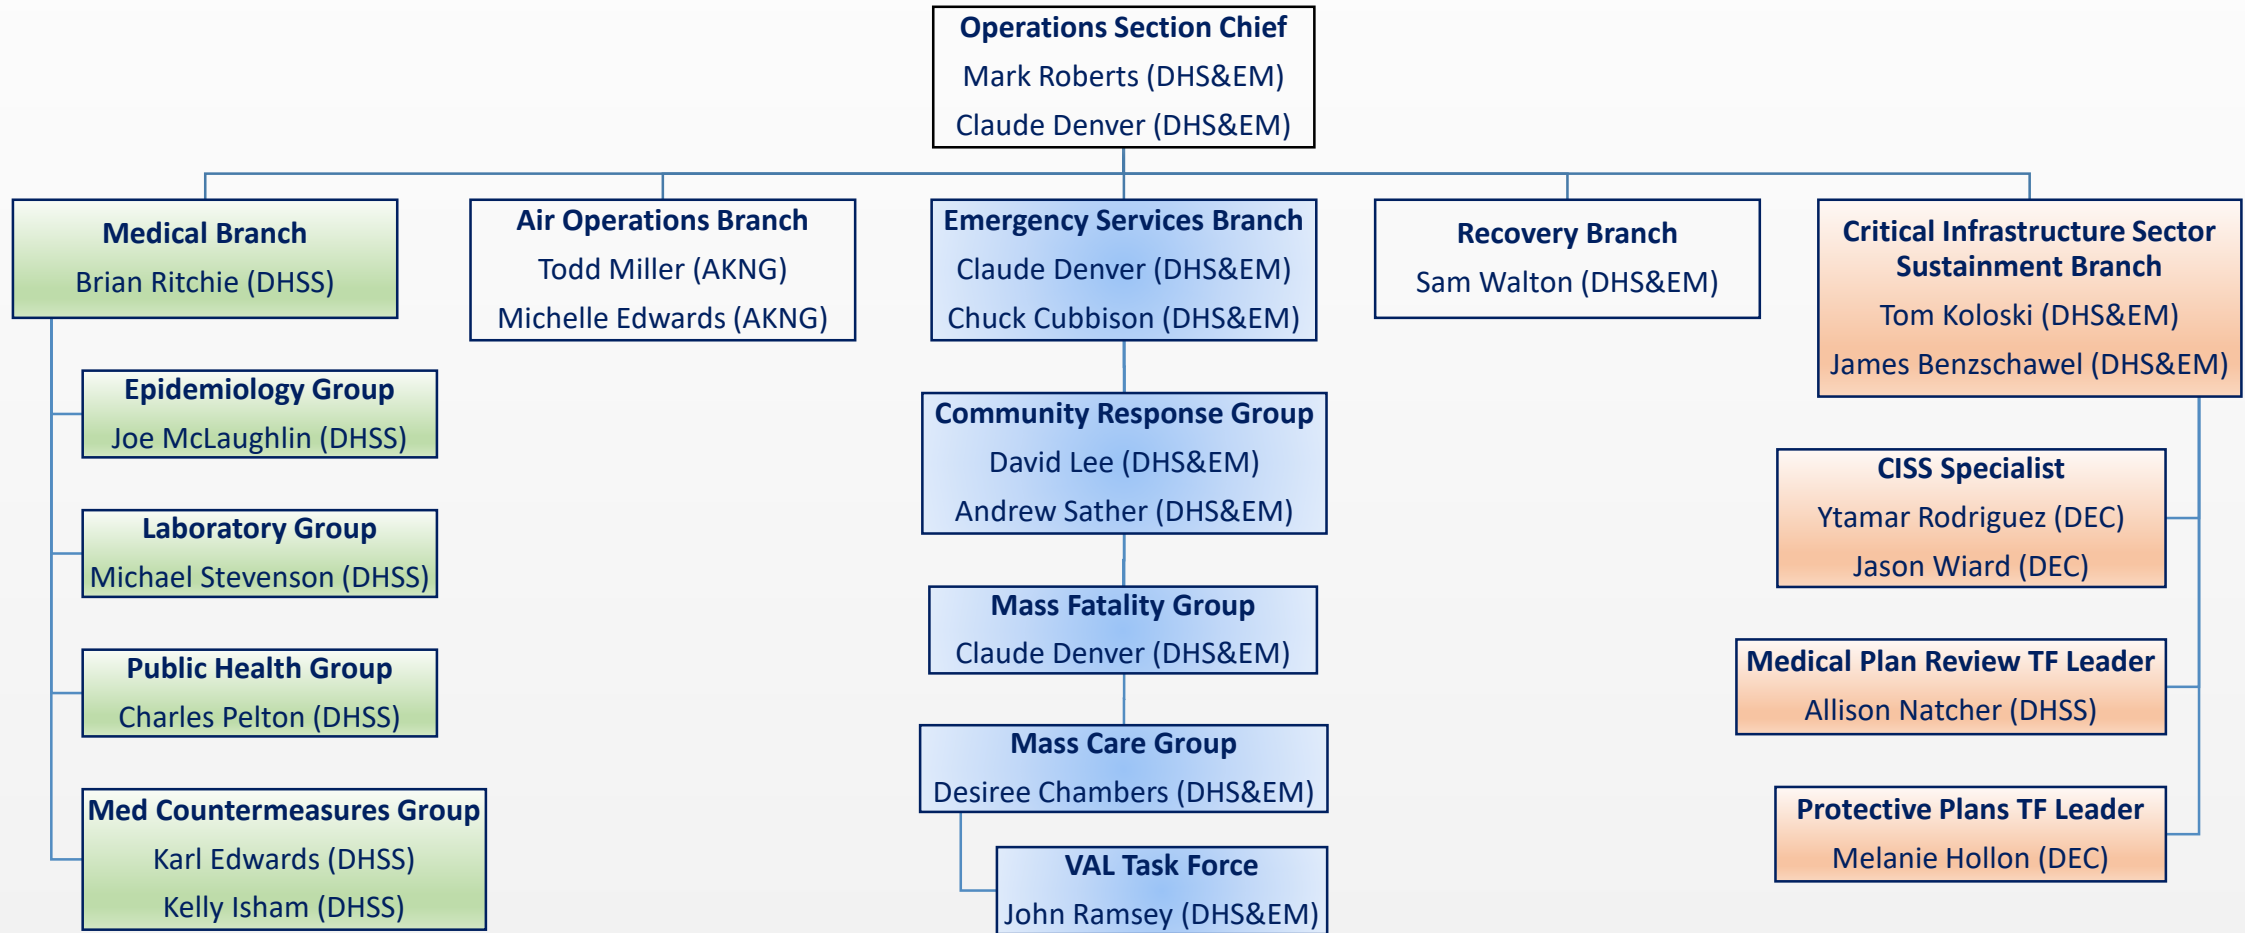 Operations Section Chief
Mark Roberts (DHS&EM)
Claude Denver (DHS&EM)
Medical Branch
Brian Ritchie (DHSS)
Air Operations Branch
Todd Miller (AKNG)
Michelle Edwards (AKNG)
Emergency Services Branch
Claude Denver (DHS&EM)
Chuck Cubbison (DHS&EM)
Recovery Branch
Sam Walton (DHS&EM)
Critical Infrastructure Sector
Sustainment Branch
Tom Koloski (DHS&EM)
James Benzschawel (DHS&EM)
Epidemiology Group
Joe McLaughlin (DHSS)
Laboratory Group
Michael Stevenson (DHSS)
Public Health Group
Charles Pelton (DHSS)
Med Countermeasures Group
Karl Edwards (DHSS)
Kelly Isham (DHSS)
Community Response Group
David Lee (DHS&EM)
Andrew Sather (DHS&EM)
Mass Fatality Group
Claude Denver (DHS&EM)
Mass Care Group
Desiree Chambers (DHS&EM)
VAL Task Force
John Ramsey (DHS&EM)
CISS Specialist
Ytamar Rodriguez (DEC)
Jason Wiard (DEC)
Medical Plan Review TF Leader
Allison Natcher (DHSS)
Protective Plans TF Leader
Melanie Hollon (DEC)